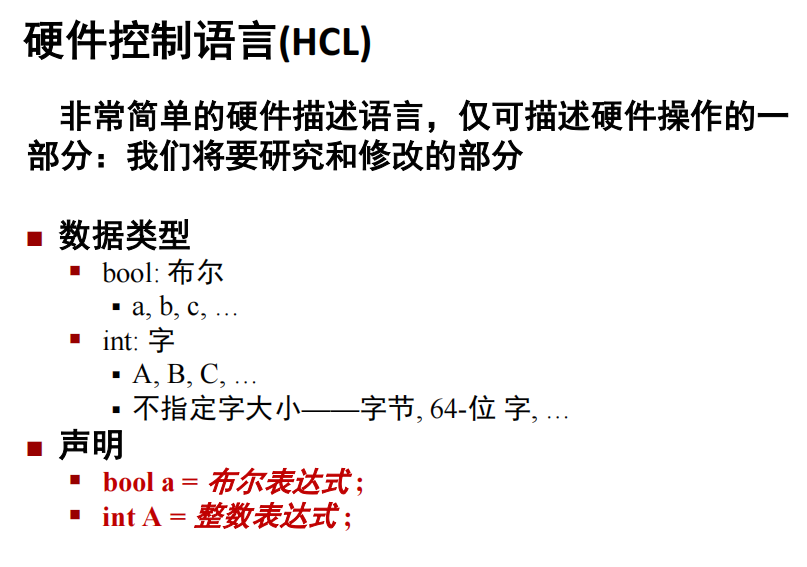 硬件控制语言(HCL)
非常简单的硬件描述语言，仅可描述硬件操作的一
部分：我们将要研究和修改的部分
■ 数据类型
▪ bool: 布尔
▪ a, b, c, …
▪ int: 字
▪ A, B, C, …
▪ 不指定字大小——字节, 64-位 字, …
■ 声明
▪ bool a = 布尔表达式 ;
▪ int A = 整数表达式 ;